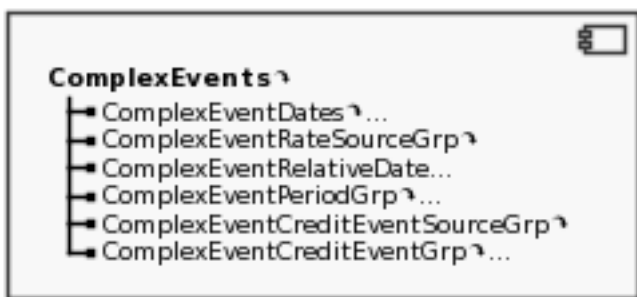 ComplexEvents⤵
ComplexEventDates⤵...
ComplexEventRateSourceGrp⤵
ComplexEventRelativeDate...
ComplexEventPeriodGrp⤵...
ComplexEventCreditEventSourceGrp⤵
ComplexEventCreditEventGrp⤵...